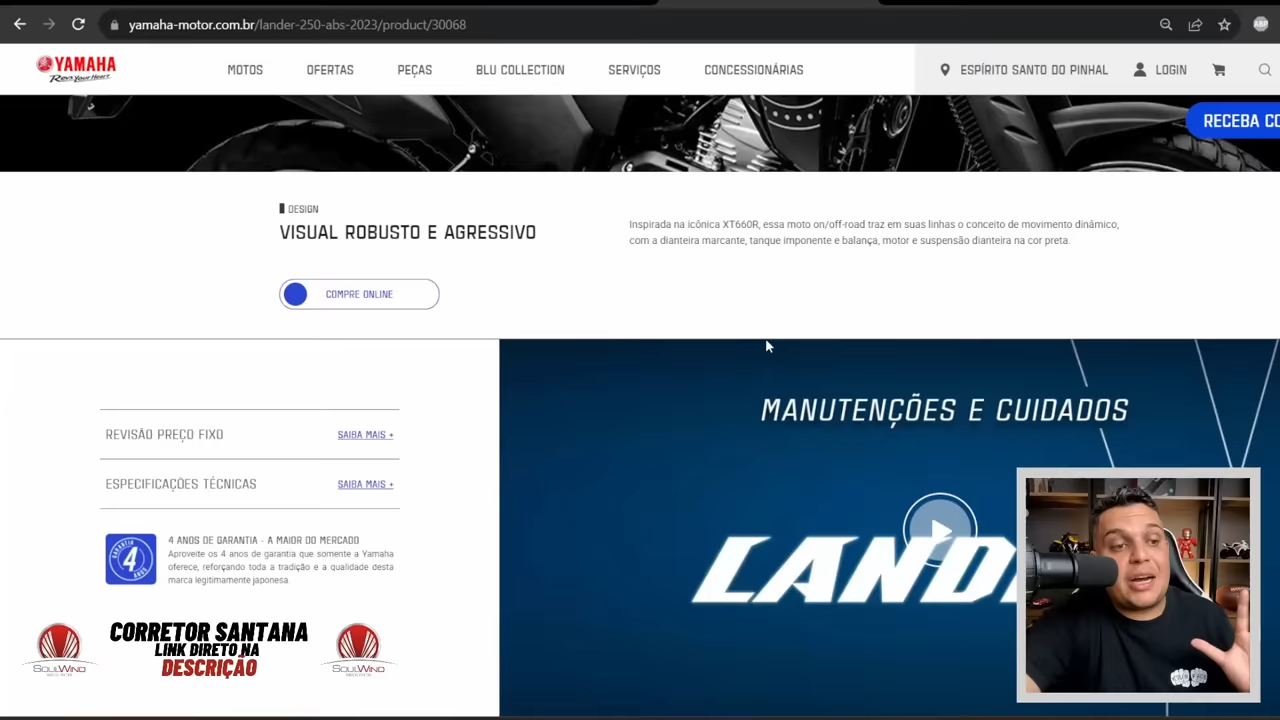 yamaha-motor.com.br/lander-250-abs-2023/product/30068
YAMAHA
Revs Your Heart
MOTOS
OFERTAS
PEÇAS
BLU COLLECTION
SERVIÇOS
CONCESSIONÁRIAS
ESPÍRITO SANTO DO PINHAL
LOGIN
RECEBA CO
DESIGN
VISUAL ROBUSTO E AGRESSIVO
Inspirada na icônica XT660R, essa moto on/off-road traz em suas linhas o conceito de movimento dinâmico,
com a dianteira marcante, tanque imponente e balança, motor e suspensão dianteira na cor preta.
COMPRE ONLINE
REVISÃO PREÇO FIXO
SAIBA MAIS +
ESPECIFICAÇÕES TÉCNICAS
SAIBA MAIS +
GARANTIA
4
ANOS
4 ANOS DE GARANTIA - A MAIOR DO MERCADO
Aproveite os 4 anos de garantia que somente a Yamaha
oferece, reforçando toda a tradição e a qualidade desta
marca legitimamente japonesa.
MANUTENÇÕES E CUIDADOS
LAND
SOULWIND
CORRETOR SANTANA
LINK DIRETO NA
DESCRIÇÃO
SOULWIND